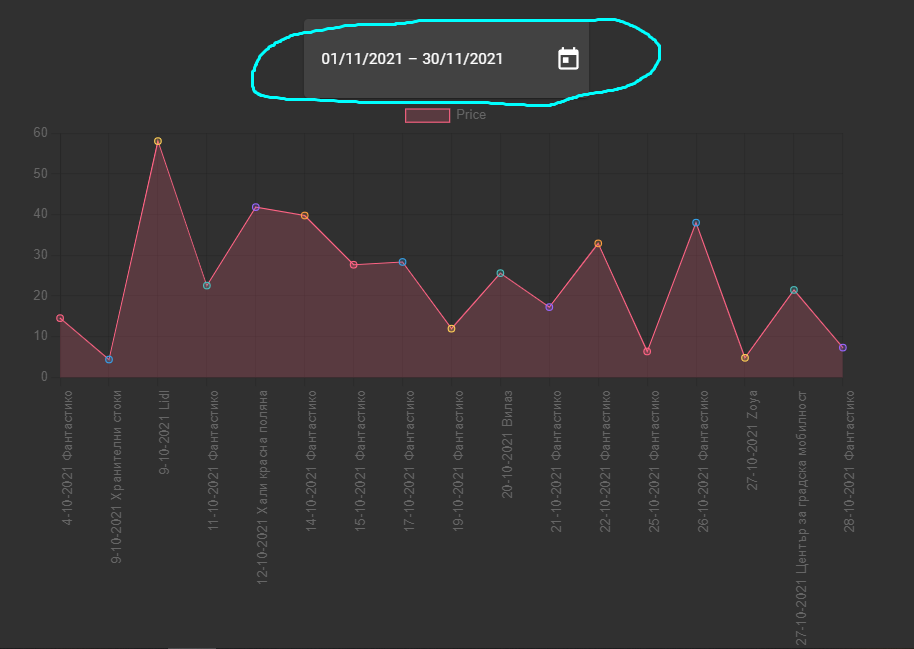 01/11/2021 – 30/11/2021
Price
60
50
40
30
20
10
0
4-10-2021 Фантастико
9-10-2021 Хранителни стоки
9-10-2021 Lidl
11-10-2021 Фантастико
12-10-2021 Хали красна поляна
14-10-2021 Фантастико
15-10-2021 Фантастико
17-10-2021 Фантастико
19-10-2021 Фантастико
20-10-2021 Вилаз
21-10-2021 Фантастико
22-10-2021 Фантастико
25-10-2021 Фантастико
26-10-2021 Фантастико
27-10-2021 Zoya
27-10-2021 Център за градска мобилност
28-10-2021 Фантастико